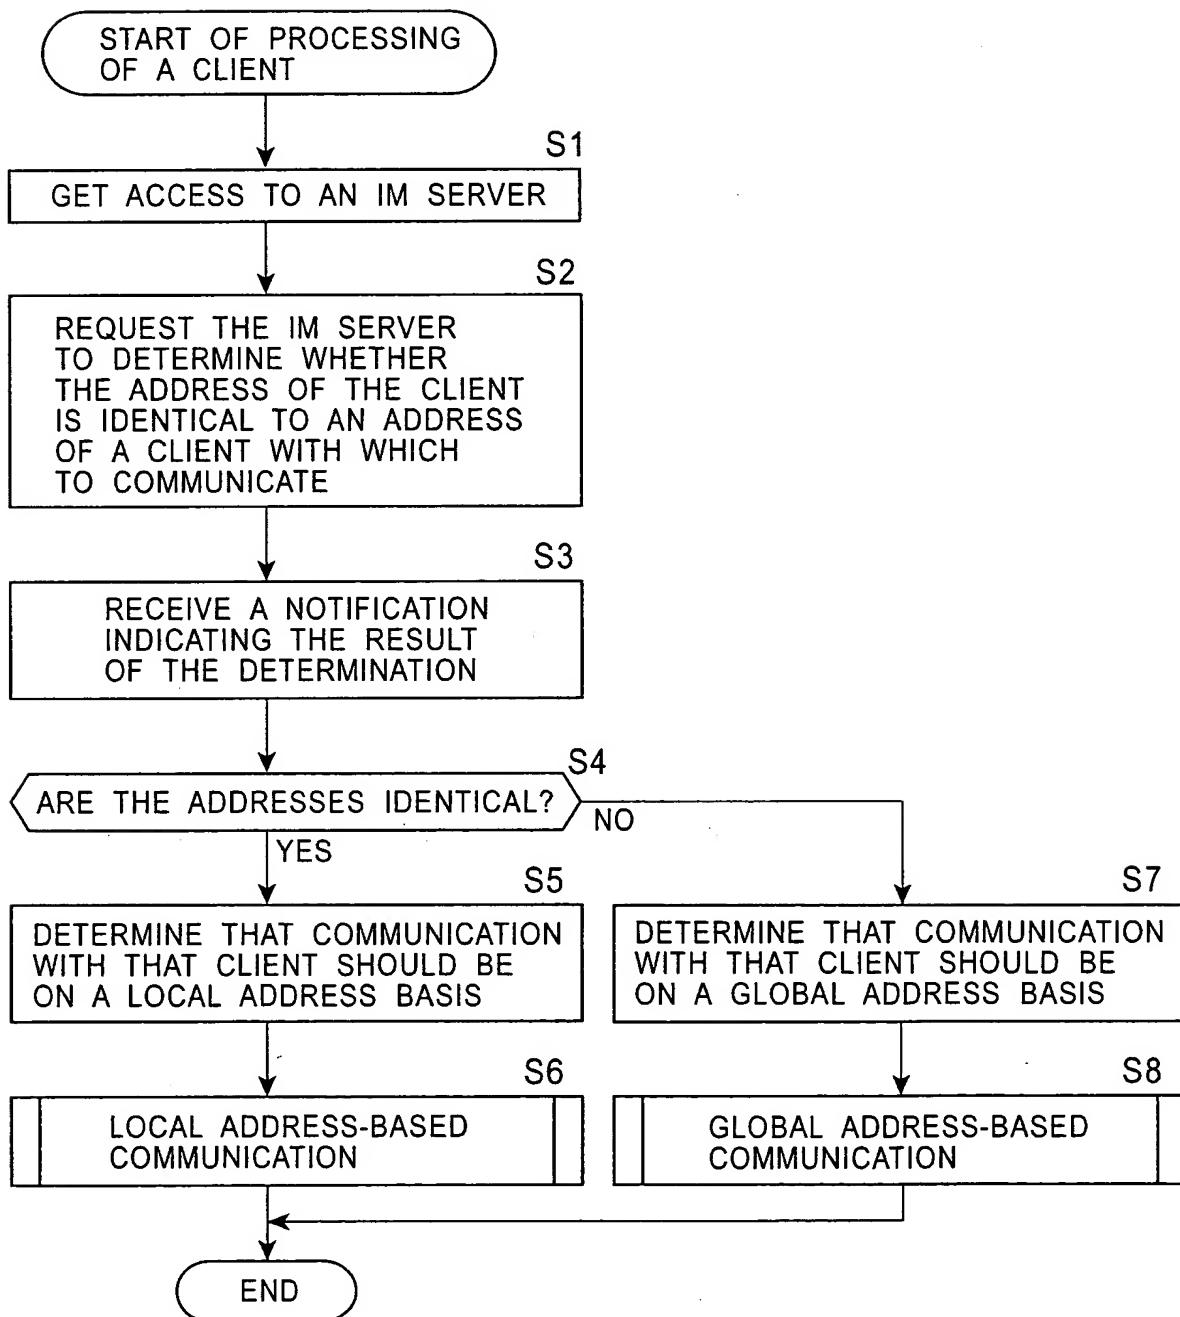 START OF PROCESSING
OF A CLIENT
S1
GET ACCESS TO AN IM SERVER
S2
REQUEST THE IM SERVER
TO DETERMINE WHETHER
THE ADDRESS OF THE CLIENT
IS IDENTICAL TO AN ADDRESS
OF A CLIENT WITH WHICH
TO COMMUNICATE
S3
RECEIVE A NOTIFICATION
INDICATING THE RESULT
OF THE DETERMINATION
S4
ARE THE ADDRESSES IDENTICAL?
NO
YES
S5
DETERMINE THAT COMMUNICATION
WITH THAT CLIENT SHOULD BE
ON A LOCAL ADDRESS BASIS
S7
DETERMINE THAT COMMUNICATION
WITH THAT CLIENT SHOULD BE
ON A GLOBAL ADDRESS BASIS
S6
LOCAL ADDRESS-BASED
COMMUNICATION
S8
GLOBAL ADDRESS-BASED
COMMUNICATION
END